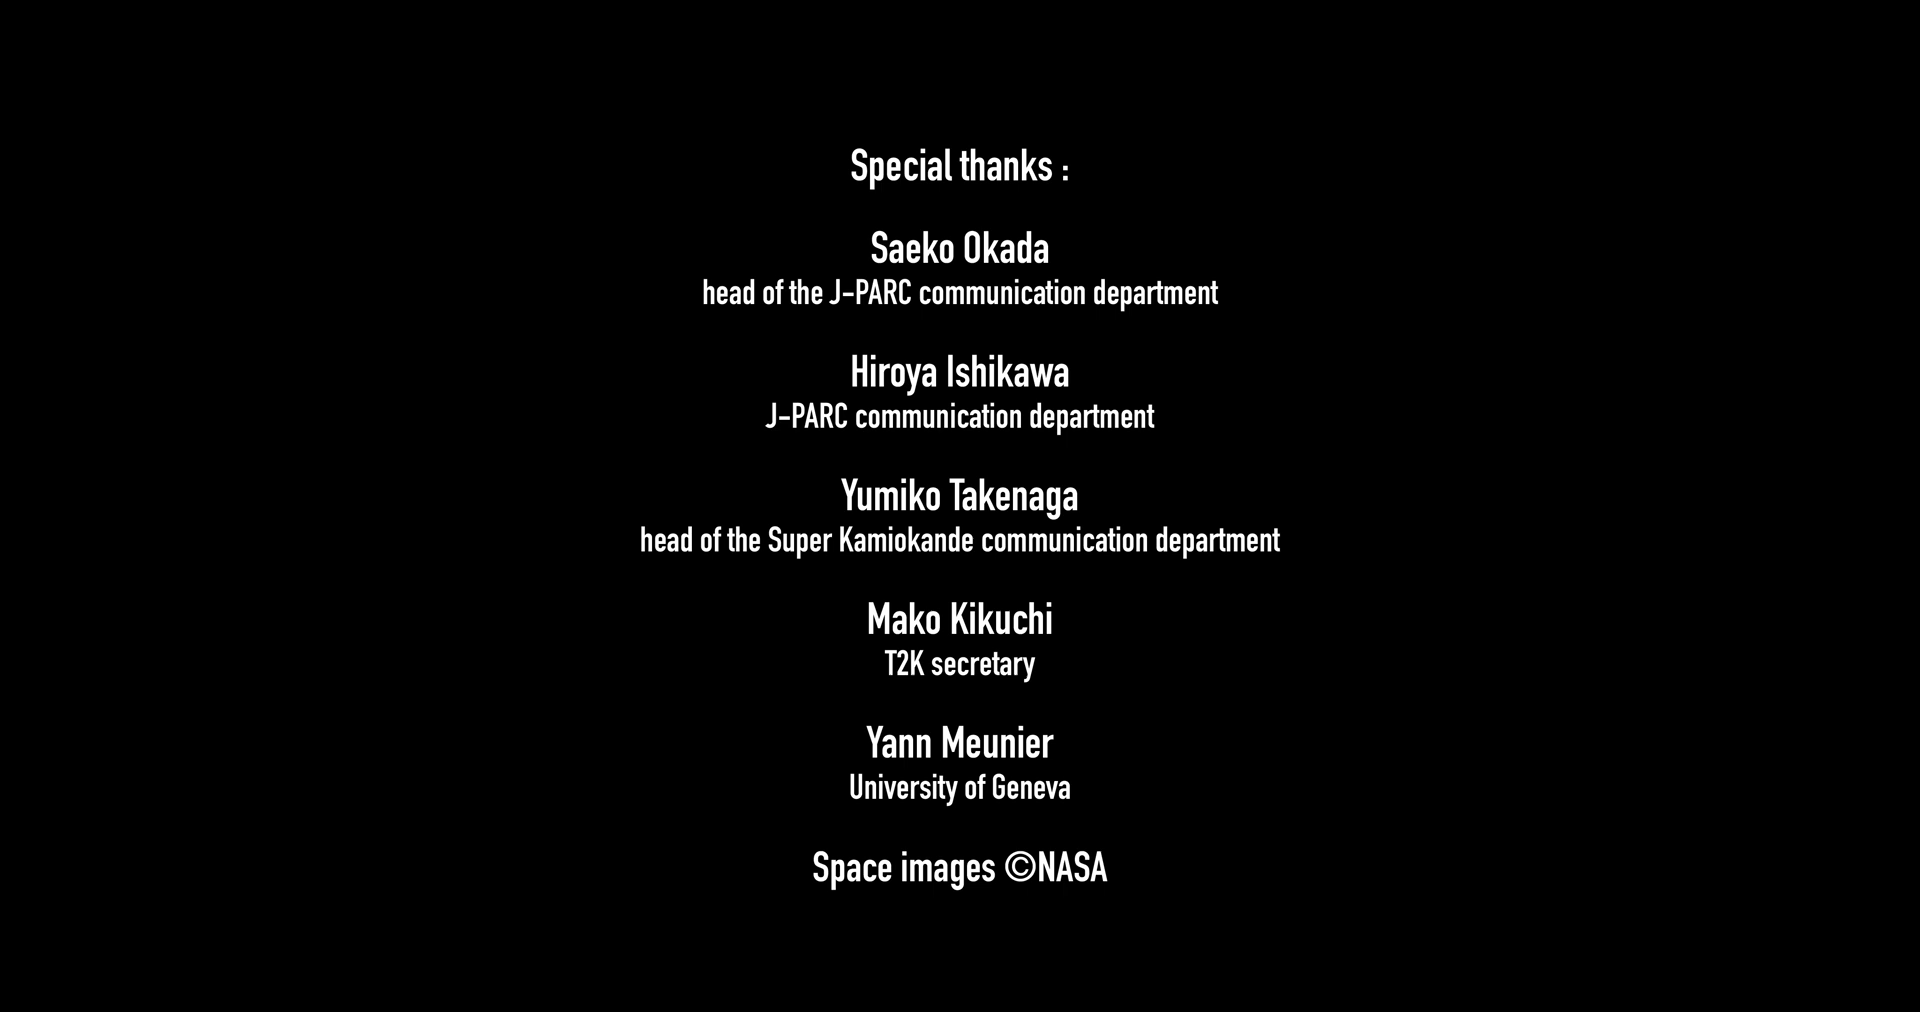 Special thanks :
Saeko Okada
head of the J-PARC communication department
Hiroya Ishikawa
J-PARC communication department
Yumiko Takenaga
head of the Super Kamiokande communication department
Mako Kikuchi
T2K secretary
Yann Meunier
University of Geneva
Space images ©NASA